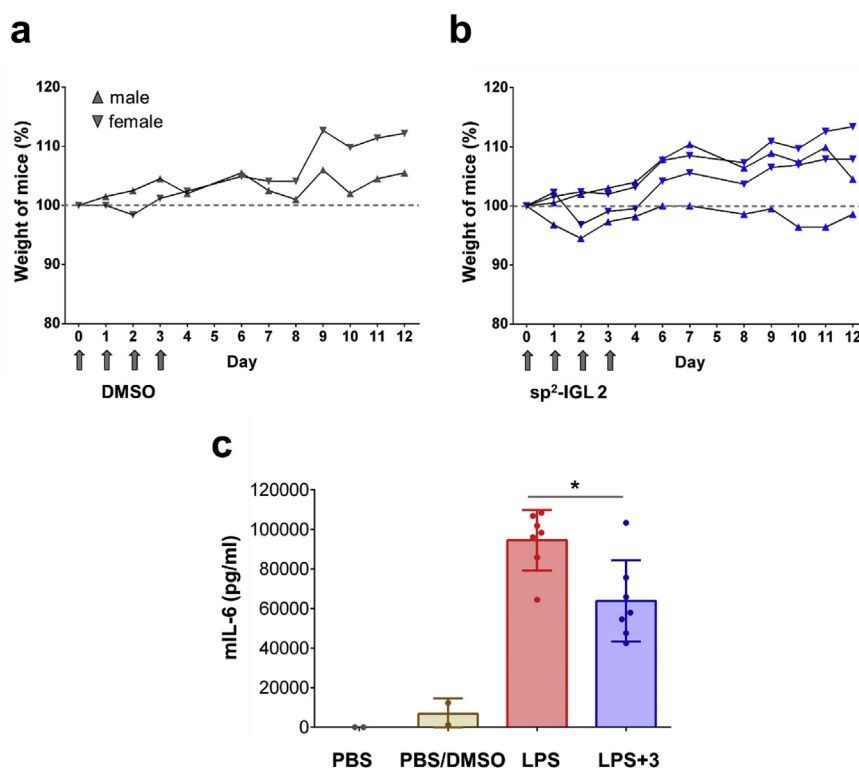 a
b
Weight of mice (%)
120
110
100
90
80
male
female
0 1 2 3 4 5 6 7 8 9 10 11 12
Day
DMSO
Weight of mice (%)
120
110
100
90
80
0 1 2 3 4 5 6 7 8 9 10 11 12
Day
sp²-IGL 2
c
mIL-6 (pg/ml)
120000
100000
80000
60000
40000
20000
0
*
PBS PBS/DMSO LPS LPS+3